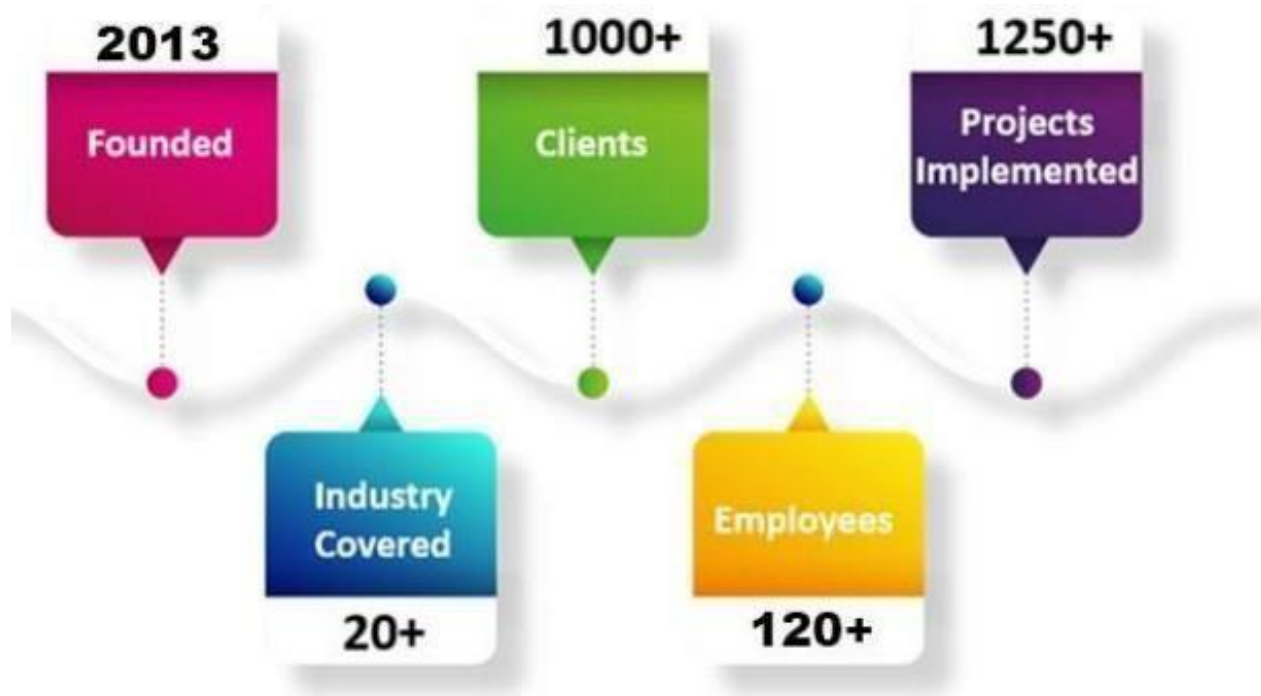 2013
Founded
Industry
Covered
20+
1000+
Clients
Employees
120+
1250+
Projects
Implemented